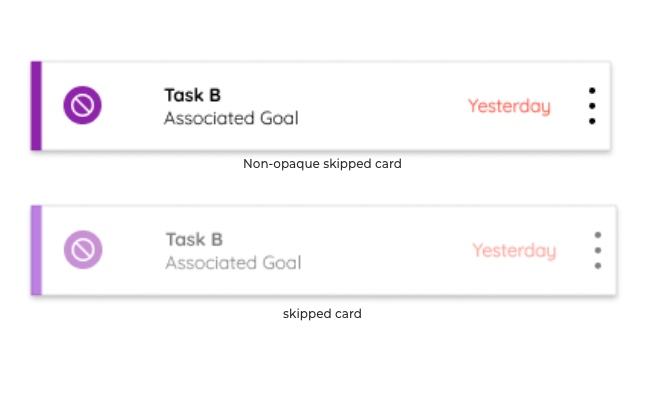 Task B
Associated Goal
Yesterday
Non-opaque skipped card
Task B
Associated Goal
Yesterday
skipped card